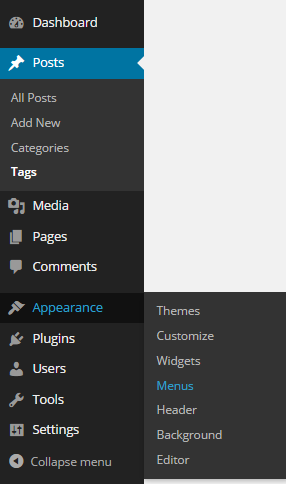 Dashboard
Posts
All Posts
Add New
Categories
Tags
Media
Pages
Comments
Appearance
Themes
Customize
Widgets
Menus
Header
Background
Editor
Plugins
Users
Tools
Settings
Collapse menu